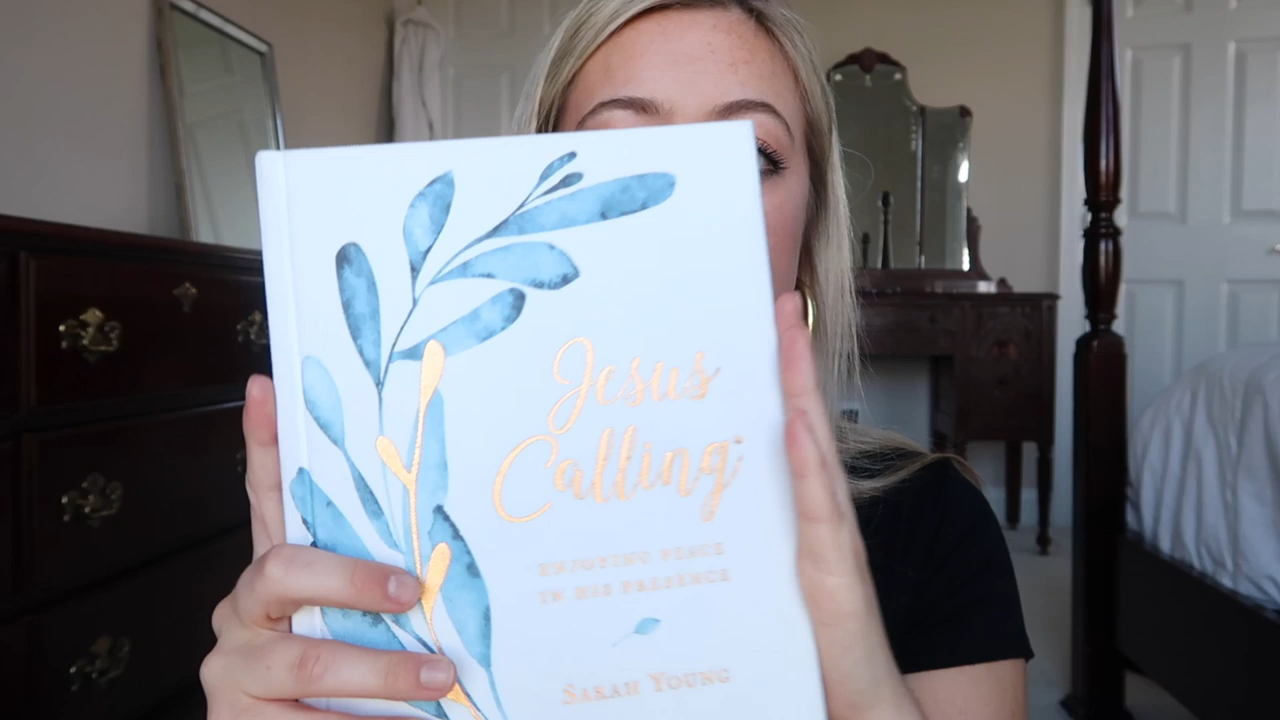 Jesus
Calling
ENJOYING PEACE
IN HIS PRESENCE
SARAH YOUNG